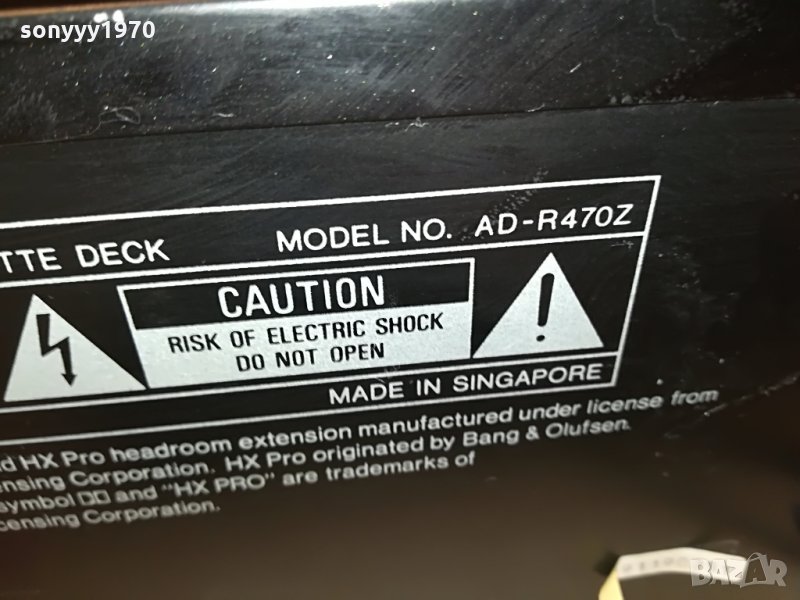 sonyyy1970
TTE DECK MODEL NO. AD-R470Z
CAUTION
RISK OF ELECTRIC SHOCK
DO NOT OPEN
MADE IN SINGAPORE
d HX Pro headroom extension manufactured under license from
ensing Corporation. HX Pro originated by Bang & Olufsen.
symbol and "HX PRO" are trademarks of
censing Corporation.
BAZAR